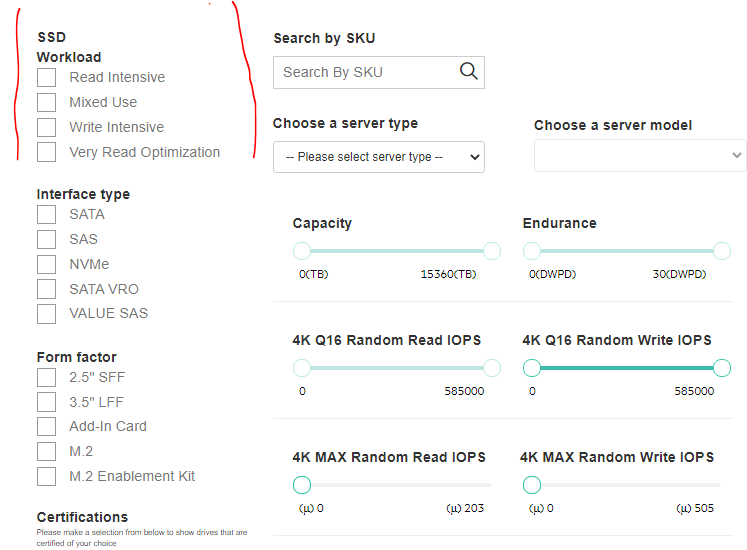 SSD
Workload
Read Intensive
Mixed Use
Write Intensive
Very Read Optimization
Interface type
SATA
SAS
NVMe
SATA VRO
VALUE SAS
Form factor
2.5" SFF
3.5" LFF
Add-In Card
M.2
M.2 Enablement Kit
Certifications
Please make a selection from below to show drives that are
certified of your choice
Search by SKU
Search By SKU
Choose a server type
-- Please select server type --
Choose a server model
Capacity
0(TB) 15360(TB)
Endurance
0(DWPD) 30(DWPD)
4K Q16 Random Read IOPS
0 585000
4K Q16 Random Write IOPS
0 585000
4K MAX Random Read IOPS
(μ) 0 (μ) 203
4K MAX Random Write IOPS
(μ) 0 (μ) 505